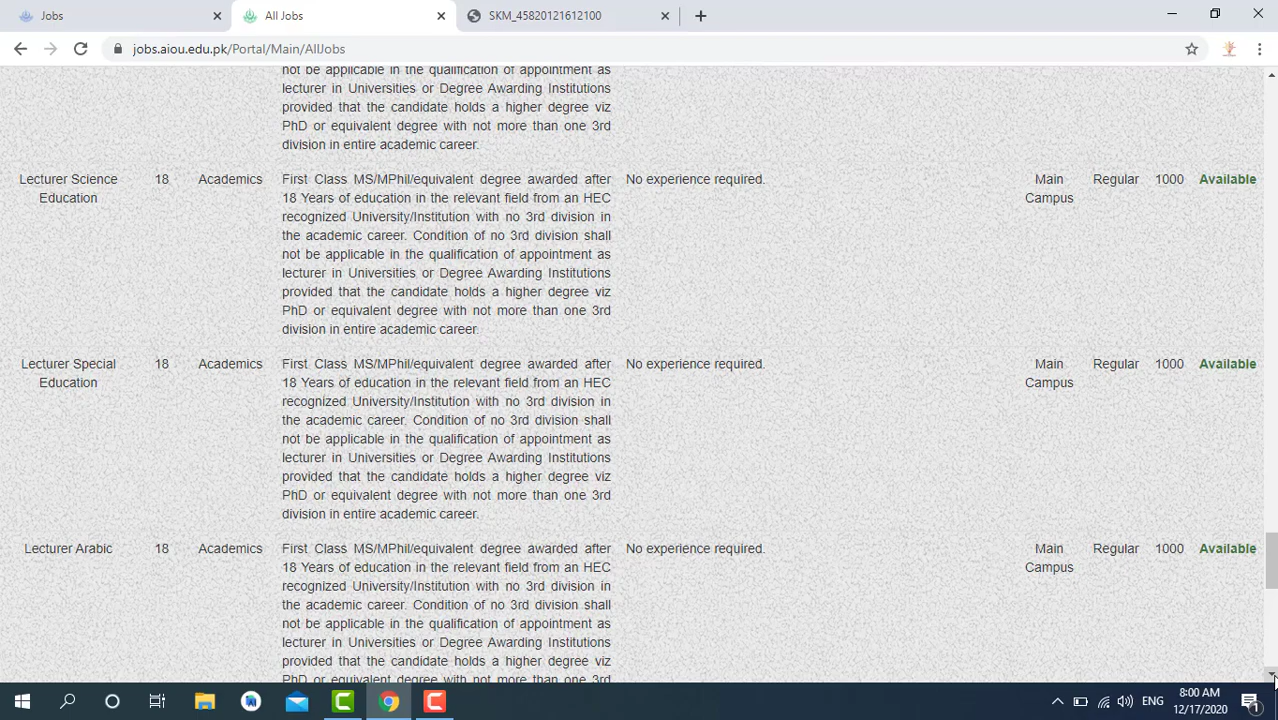 Jobs
All Jobs
SKM_45820121612100
jobs.aiou.edu.pk/Portal/Main/AllJobs
not be applicable in the qualification of appointment as
lecturer in Universities or Degree Awarding Institutions
provided that the candidate holds a higher degree viz
PhD or equivalent degree with not more than one 3rd
division in entire academic career.
Lecturer Science
Education
18
Academics
First Class MS/MPhil/equivalent degree awarded after
18 Years of education in the relevant field from an HEC
recognized University/Institution with no 3rd division in
the academic career. Condition of no 3rd division shall
not be applicable in the qualification of appointment as
lecturer in Universities or Degree Awarding Institutions
provided that the candidate holds a higher degree viz
PhD or equivalent degree with not more than one 3rd
division in entire academic career.
No experience required.
Main
Campus
Regular
1000
Available
Lecturer Special
Education
18
Academics
First Class MS/MPhil/equivalent degree awarded after
18 Years of education in the relevant field from an HEC
recognized University/Institution with no 3rd division in
the academic career. Condition of no 3rd division shall
not be applicable in the qualification of appointment as
lecturer in Universities or Degree Awarding Institutions
provided that the candidate holds a higher degree viz
PhD or equivalent degree with not more than one 3rd
division in entire academic career.
No experience required.
Main
Campus
Regular
1000
Available
Lecturer Arabic
18
Academics
First Class MS/MPhil/equivalent degree awarded after
18 Years of education in the relevant field from an HEC
recognized University/Institution with no 3rd division in
the academic career. Condition of no 3rd division shall
not be applicable in the qualification of appointment as
lecturer in Universities or Degree Awarding Institutions
provided that the candidate holds a higher degree viz
PhD or equivalent degree with not more than one 3rd
No experience required.
Main
Campus
Regular
1000
Available
ENG
8:00 AM
12/17/2020
1